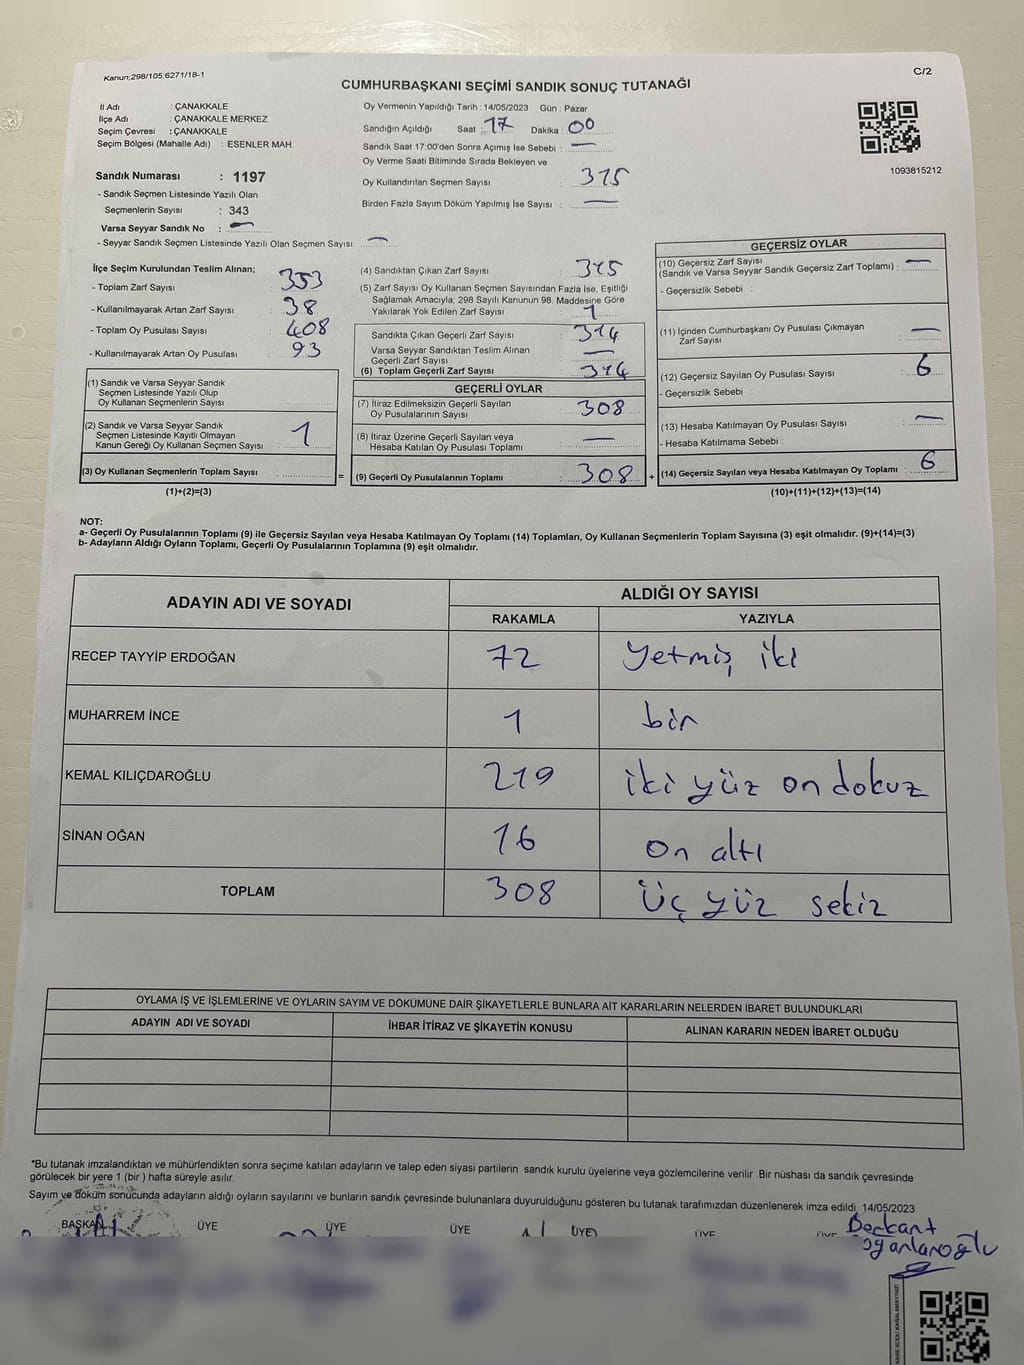 Kanun;298/105;6271/18-1
C/2
CUMHURBAŞKANI SEÇİMİ SANDIK SONUÇ TUTANAĞI
İl Adı : ÇANAKKALE
İlçe Adı : ÇANAKKALE MERKEZ
Seçim Çevresi : ÇANAKKALE
Seçim Bölgesi (Mahalle Adı) : ESENLER MAH.
Oy Vermenin Yapıldığı Tarih : 14/05/2023 Gün : Pazar
Sandığın Açıldığı Saat : 17 Dakika : 00
Sandık Saat 17:00'den Sonra Açımış İse Sebebi : —
Oy Verme Saati Bitiminde Sırada Bekleyen ve
Oy Kullandırılan Seçmen Sayısı : 315
Birden Fazla Sayım Döküm Yapılmış İse Sayısı : —
1093815212
Sandık Numarası : 1197
- Sandık Seçmen Listesinde Yazılı Olan
Seçmenlerin Sayısı : 343
Varsa Seyyar Sandık No : —
- Seyyar Sandık Seçmen Listesinde Yazılı Olan Seçmen Sayısı: —
İlçe Seçim Kurulundan Teslim Alınan;
- Toplam Zarf Sayısı : 353
- Kullanılmayarak Artan Zarf Sayısı : 38
- Toplam Oy Pusulası Sayısı : 408
- Kullanılmayarak Artan Oy Pusulası : 93
(1) Sandık ve Varsa Seyyar Sandık
Seçmen Listesinde Yazılı Olup
Oy Kullanan Seçmenlerin Sayısı :
(2) Sandık ve Varsa Seyyar Sandık
Seçmen Listesinde Kayıtlı Olmayan
Kanun Gereği Oy Kullanan Seçmen Sayısı : 1
(3) Oy Kullanan Seçmenlerin Toplam Sayısı :
(1)+(2)=(3)
(4) Sandıktan Çıkan Zarf Sayısı : 315
(5) Zarf Sayısı Oy Kullanan Seçmen Sayısından Fazla İse, Eşitliği
Sağlamak Amacıyla; 298 Sayılı Kanunun 98. Maddesine Göre
Yakılarak Yok Edilen Zarf Sayısı : 1
Sandıkta Çıkan Geçerli Zarf Sayısı : 314
Varsa Seyyar Sandıktan Teslim Alınan
Geçerli Zarf Sayısı : —
(6) Toplam Geçerli Zarf Sayısı : 314
GEÇERLİ OYLAR
(7) İtiraz Edilmeksizin Geçerli Sayılan
Oy Pusulalarının Sayısı : 308
(8) İtiraz Üzerine Geçerli Sayılan veya
Hesaba Katılan Oy Pusulası Toplamı : —
= (9) Geçerli Oy Pusulalarının Toplamı : 308
GEÇERSİZ OYLAR
(10) Geçersiz Zarf Sayısı
(Sandık ve Varsa Seyyar Sandık Geçersiz Zarf Toplamı) : —
- Geçersizlik Sebebi :
(11) İçinden Cumhurbaşkanı Oy Pusulası Çıkmayan
Zarf Sayısı : —
(12) Geçersiz Sayılan Oy Pusulası Sayısı : 6
- Geçersizlik Sebebi :
(13) Hesaba Katılmayan Oy Pusulası Sayısı : —
- Hesaba Katılmama Sebebi :
+ (14) Geçersiz Sayılan veya Hesaba Katılmayan Oy Toplamı : 6
(10)+(11)+(12)+(13)=(14)
NOT:
a- Geçerli Oy Pusulalarının Toplamı (9) ile Geçersiz Sayılan veya Hesaba Katılmayan Oy Toplamı (14) Toplamları, Oy Kullanan Seçmenlerin Toplam Sayısına (3) eşit olmalıdır. (9)+(14)=(3)
b- Adayların Aldığı Oyların Toplamı, Geçerli Oy Pusulalarının Toplamına (9) eşit olmalıdır.
ADAYIN ADI VE SOYADI
ALDIĞI OY SAYISI
RAKAMLA YAZIYLA
RECEP TAYYİP ERDOĞAN 72 Yetmiş iki
MUHARREM İNCE 1 bir
KEMAL KILIÇDAROĞLU 219 iki yüz on dokuz
SİNAN OĞAN 16 On altı
TOPLAM 308 Üç yüz sekiz
OYLAMA İŞ VE İŞLEMLERİNE VE OYLARIN SAYIM VE DÖKÜMÜNE DAİR ŞİKAYETLERLE BUNLARA AİT KARARLARIN NELERDEN İBARET BULUNDUKLARI
ADAYIN ADI VE SOYADI İHBAR İTİRAZ VE ŞİKAYETİN KONUSU ALINAN KARARIN NEDEN İBARET OLDUĞU
*Bu tutanak imzalandıktan ve mühürlendikten sonra seçime katılan adayların ve talep eden siyasi partilerin sandık kurulu üyelerine veya gözlemcilerine verilir .Bir nüshası da sandık çevresinde
görülecek bir yere 1 (bir ) hafta süreyle asılır.
Sayım ve döküm sonucunda adayların aldığı oyların sayılarını ve bunların sandık çevresinde bulunanlara duyurulduğunu gösteren bu tutanak tarafımızdan düzenlenerek imza edildi. 14/05/2023
BAŞKAN ÜYE ÜYE ÜYE ÜYE ÜYE ÜYE
Berkant